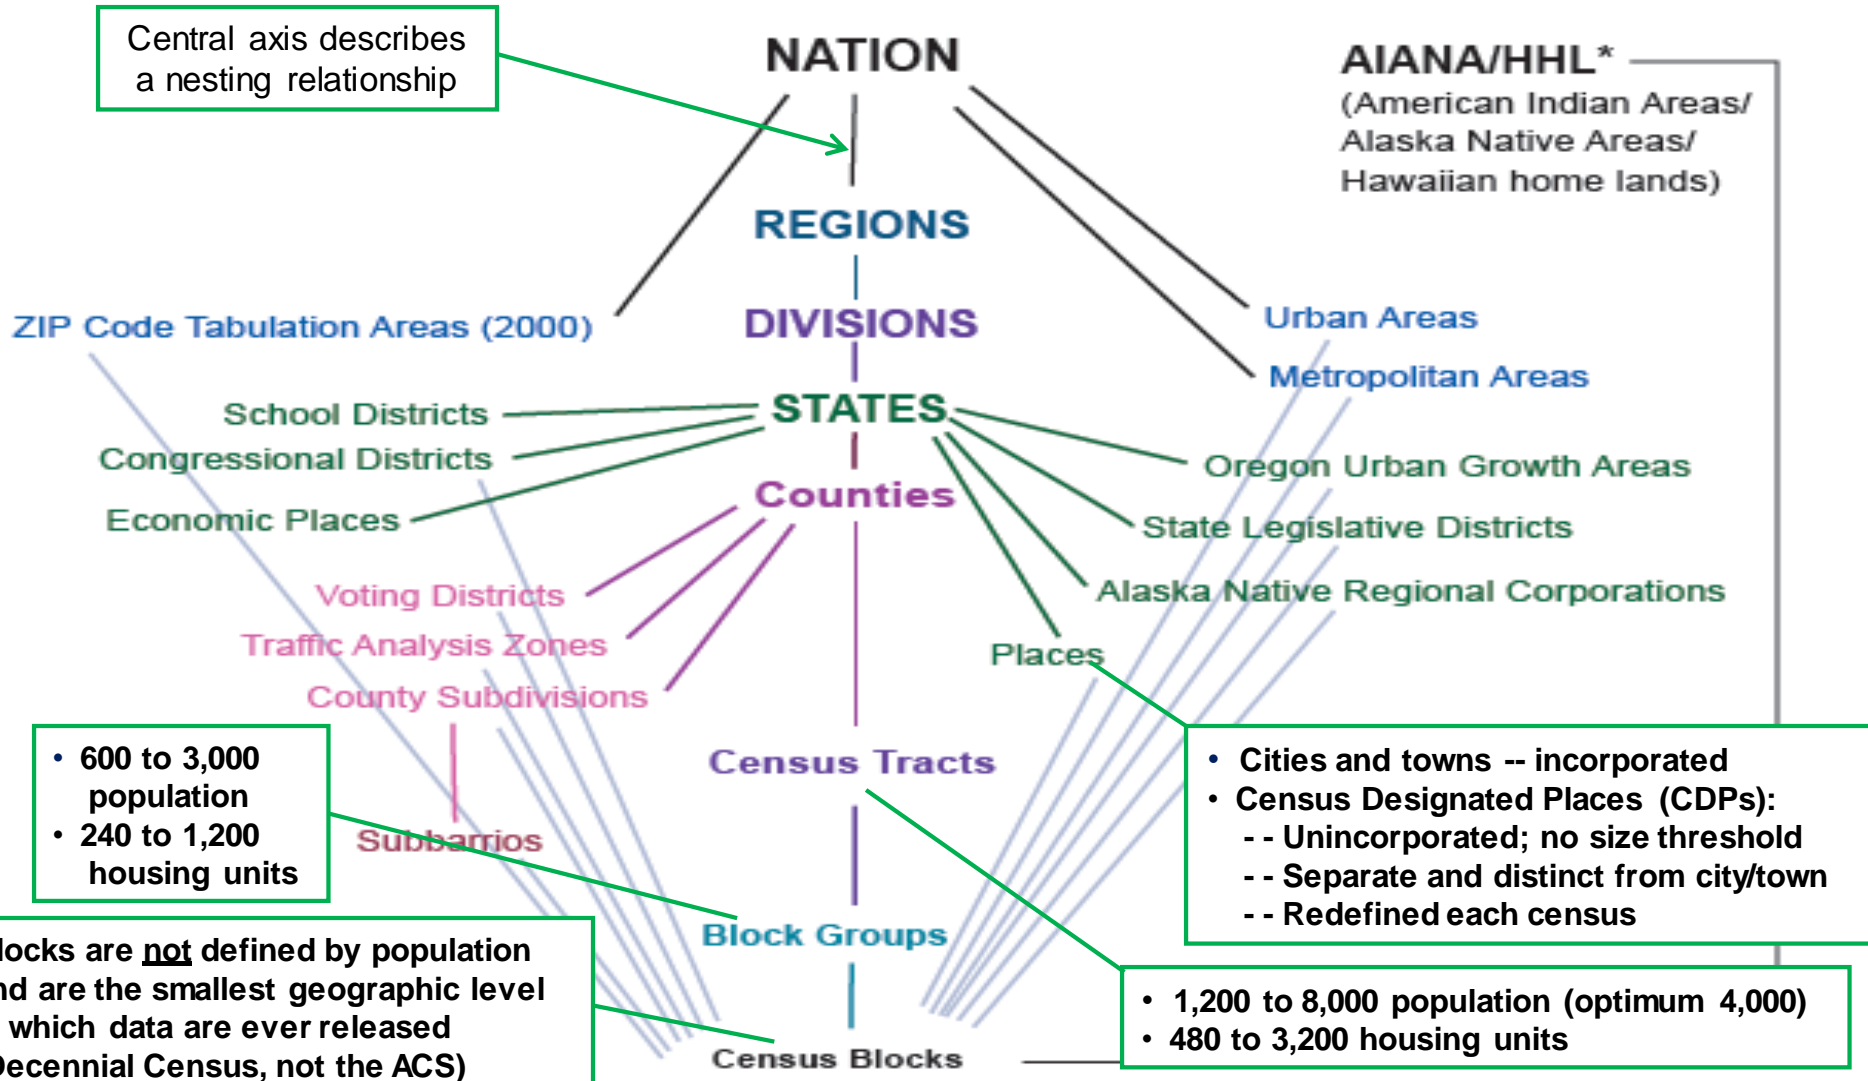 Central axis describes
a nesting relationship
NATION
AIANA/HHL*
(American Indian Areas/
Alaska Native Areas/
Hawaiian home lands)
REGIONS
ZIP Code Tabulation Areas (2000)
DIVISIONS
Urban Areas
Metropolitan Areas
School Districts
STATES
Congressional Districts
Oregon Urban Growth Areas
Economic Places
Counties
State Legislative Districts
Voting Districts
Alaska Native Regional Corporations
Traffic Analysis Zones
Places
County Subdivisions
• 600 to 3,000
population
• 240 to 1,200
housing units
Census Tracts
• Cities and towns -- incorporated
• Census Designated Places (CDPs):
- - Unincorporated; no size threshold
- - Separate and distinct from city/town
- - Redefined each census
Subbarrios
Block Groups
locks are not defined by population
nd are the smallest geographic level
which data are ever released
Decennial Census, not the ACS)
• 1,200 to 8,000 population (optimum 4,000)
• 480 to 3,200 housing units
Census Blocks